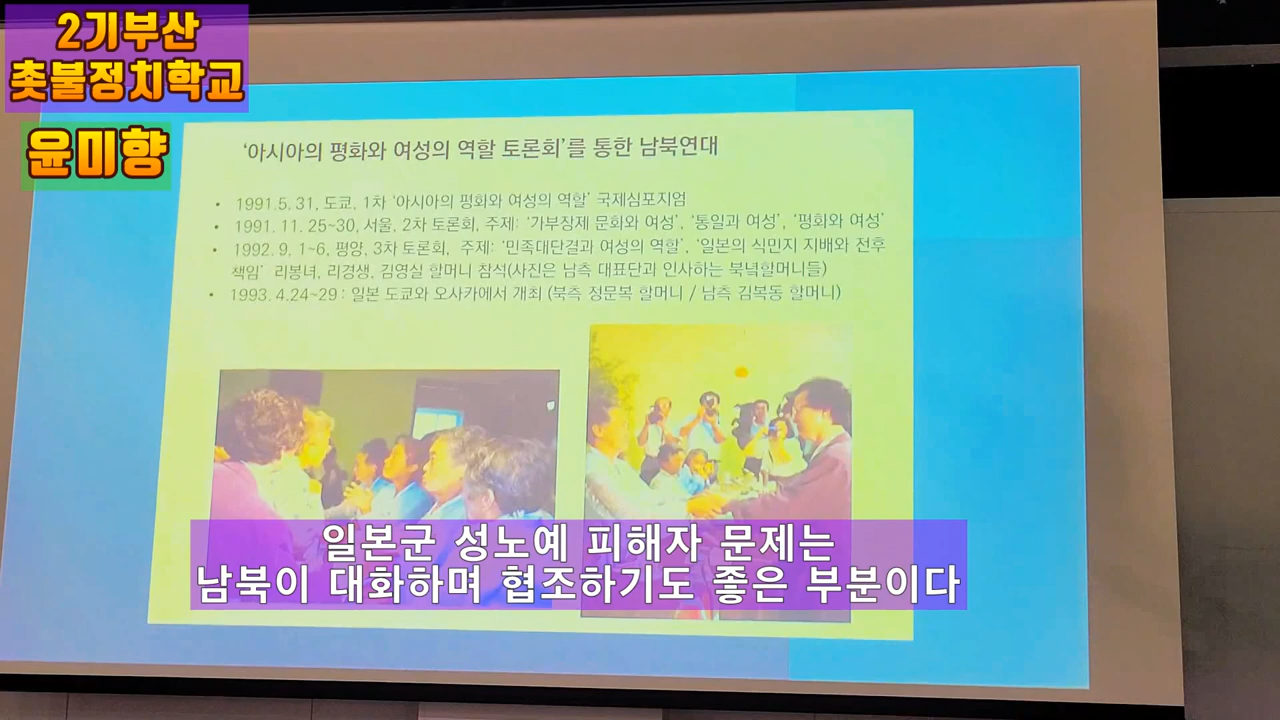 2기부산
촛불정치학교
윤미향
‘아시아의 평화와 여성의 역할 토론회’를 통한 남북연대
• 1991.5.31, 도쿄, 1차 ‘아시아의 평화와 여성의 역할’ 국제심포지엄
• 1991. 11. 25~30, 서울, 2차 토론회, 주제: ‘가부장제 문화와 여성’, ‘통일과 여성’, ‘평화와 여성’
• 1992. 9. 1~6, 평양, 3차 토론회, 주제: ‘민족대단결과 여성의 역할’, ‘일본의 식민지 지배와 전후
책임’ 리봉녀, 리경생, 김영실 할머니 참석(사진은 남측 대표단과 인사하는 북녘할머니들)
• 1993. 4.24~29 : 일본 도쿄와 오사카에서 개최 (북측 정문복 할머니 / 남측 김복동 할머니)
일본군 성노예 피해자 문제는
남북이 대화하며 협조하기도 좋은 부분이다